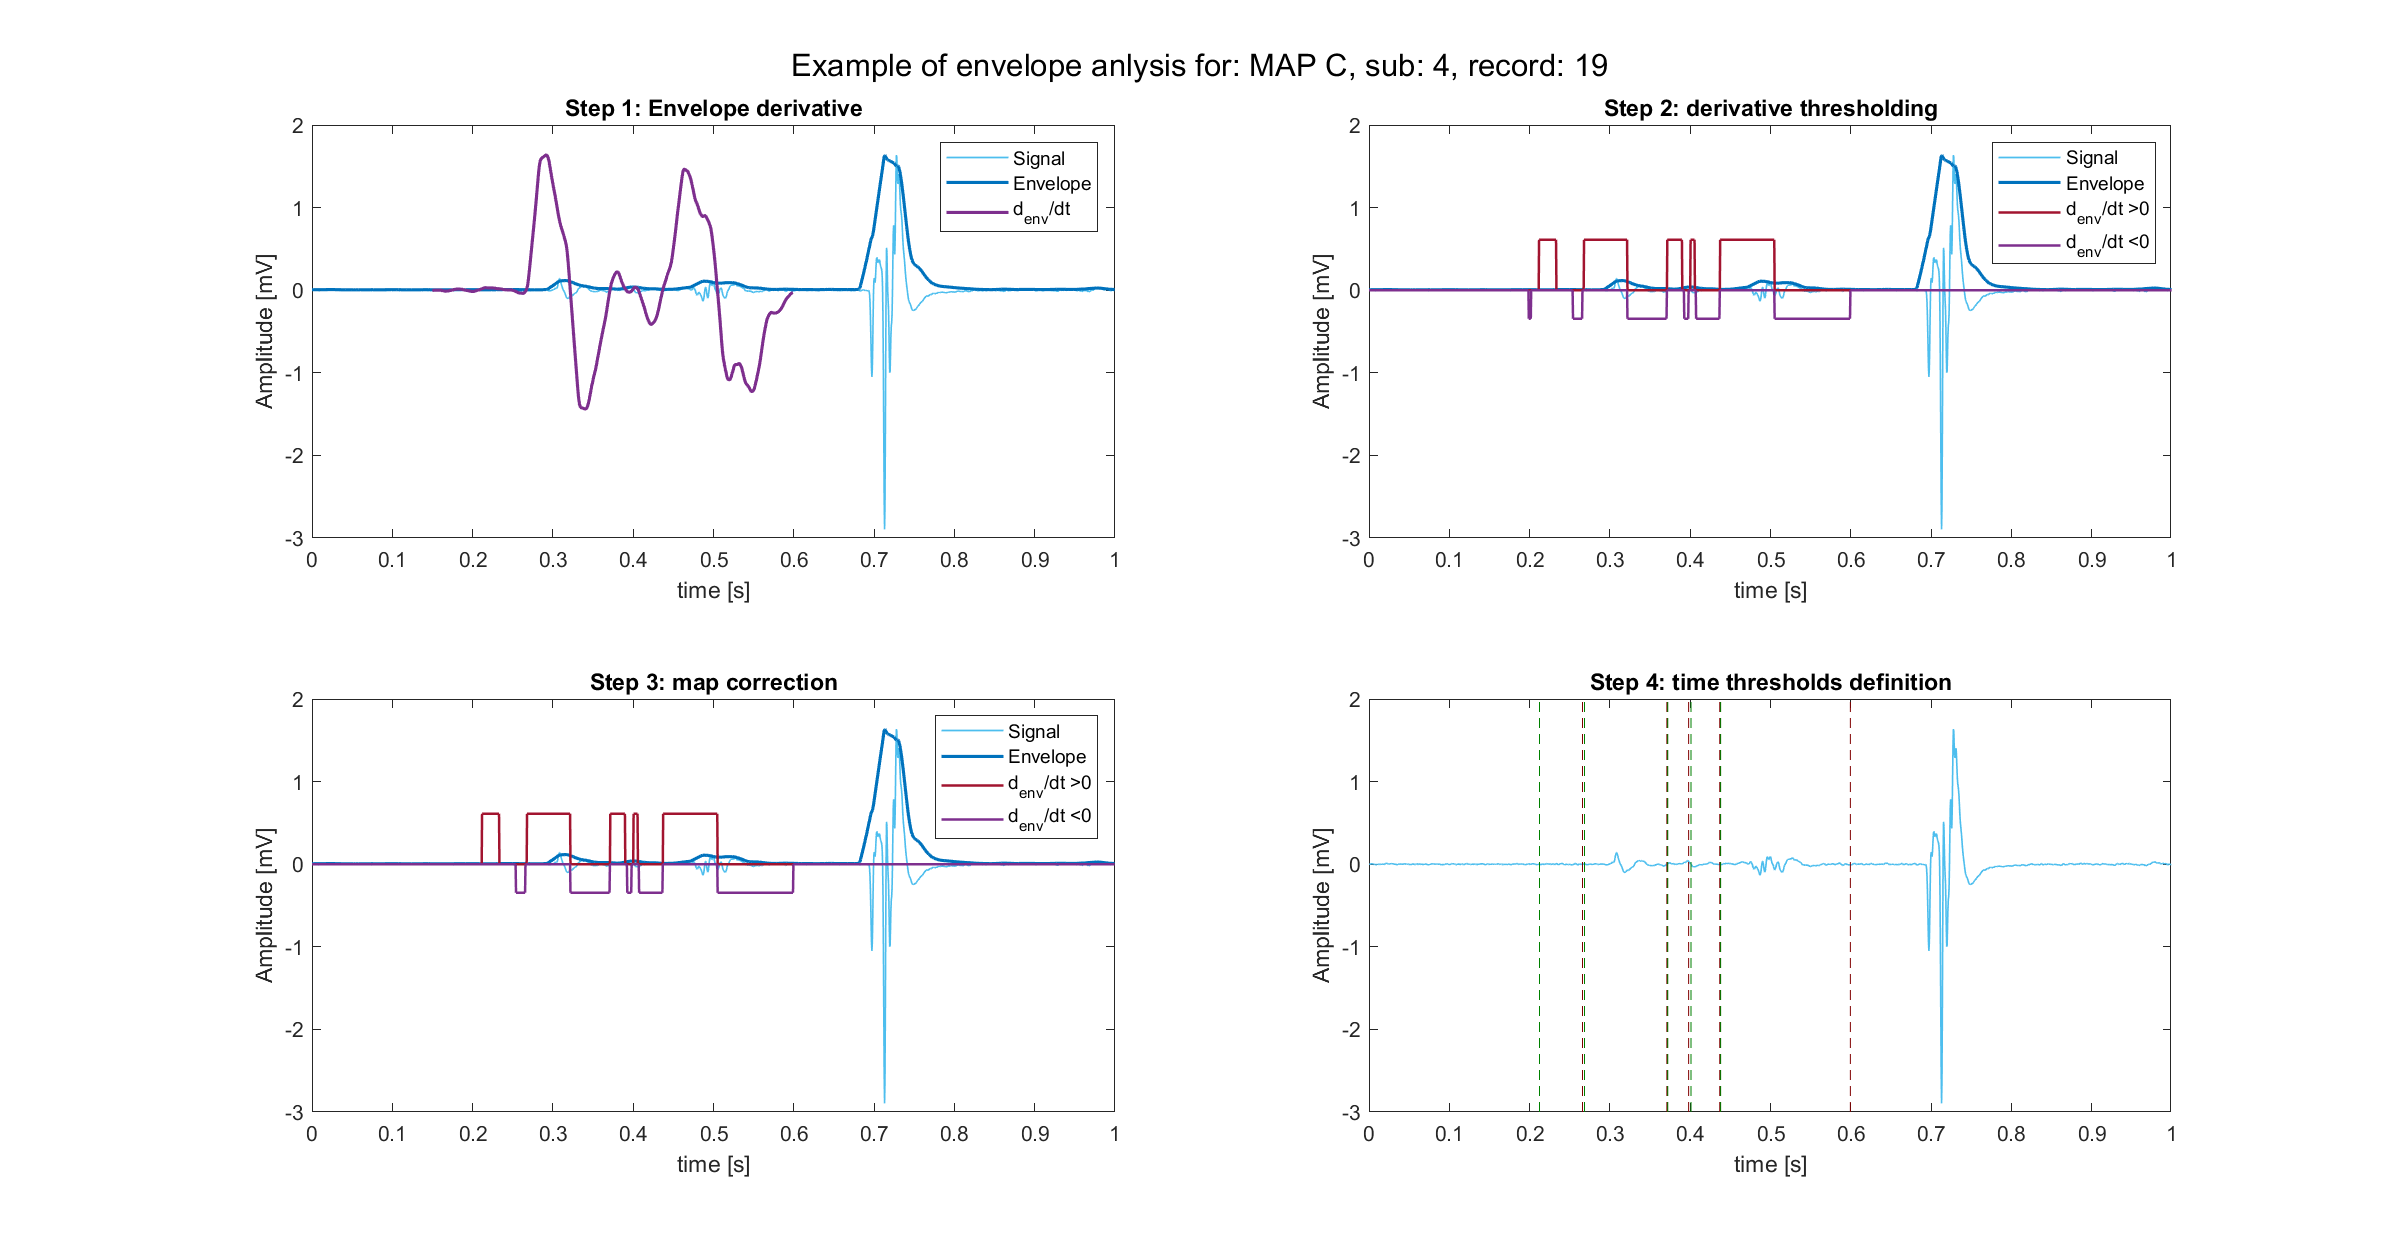 Example of envelope anlysis for: MAP C, sub: 4, record: 19
Step 1: Envelope derivative
2
1
0
-1
-2
-3
Amplitude [mV]
0 0.1 0.2 0.3 0.4 0.5 0.6 0.7 0.8 0.9 1
time [s]
Signal
Envelope
d_env/dt
Step 2: derivative thresholding
2
1
0
-1
-2
-3
Amplitude [mV]
0 0.1 0.2 0.3 0.4 0.5 0.6 0.7 0.8 0.9 1
time [s]
Signal
Envelope
d_env/dt >0
d_env/dt <0
Step 3: map correction
2
1
0
-1
-2
-3
Amplitude [mV]
0 0.1 0.2 0.3 0.4 0.5 0.6 0.7 0.8 0.9 1
time [s]
Signal
Envelope
d_env/dt >0
d_env/dt <0
Step 4: time thresholds definition
2
1
0
-1
-2
-3
Amplitude [mV]
0 0.1 0.2 0.3 0.4 0.5 0.6 0.7 0.8 0.9 1
time [s]